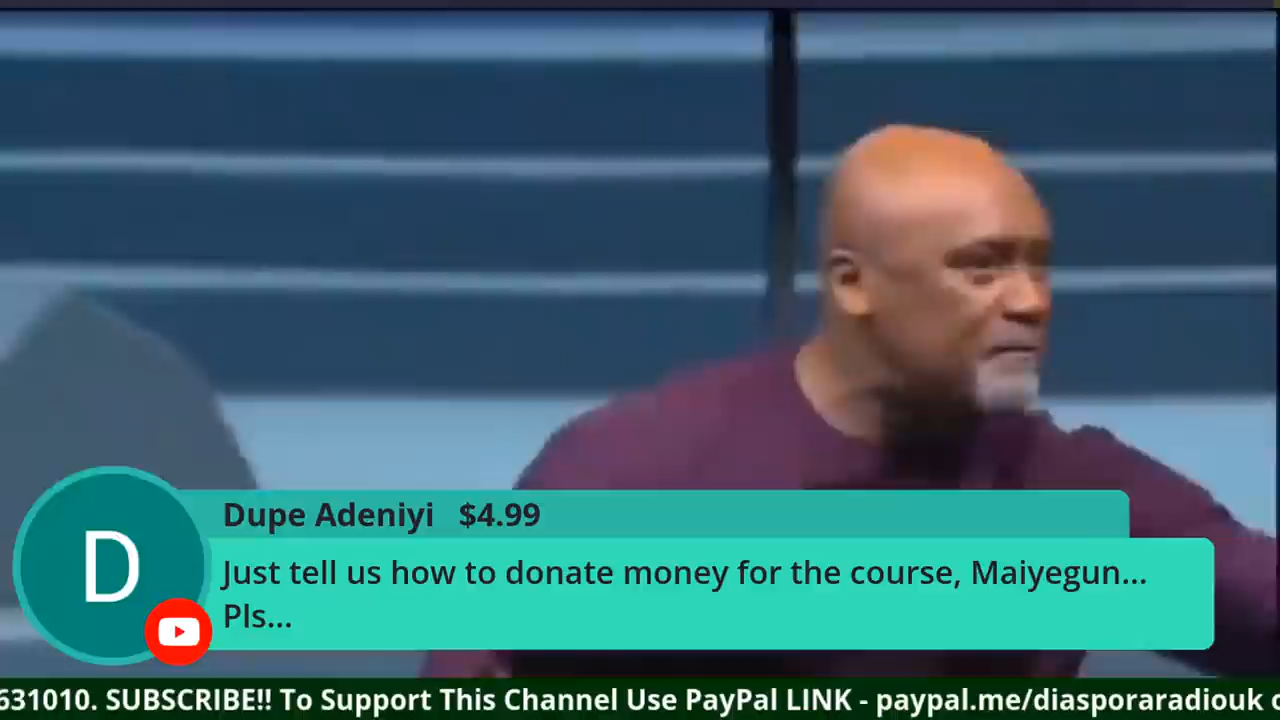 D
Dupe Adeniyi $4.99
Just tell us how to donate money for the course, Maiyegun...
Pls...
631010. SUBSCRIBE!! To Support This Channel Use PayPal LINK - paypal.me/diasporaradiouk